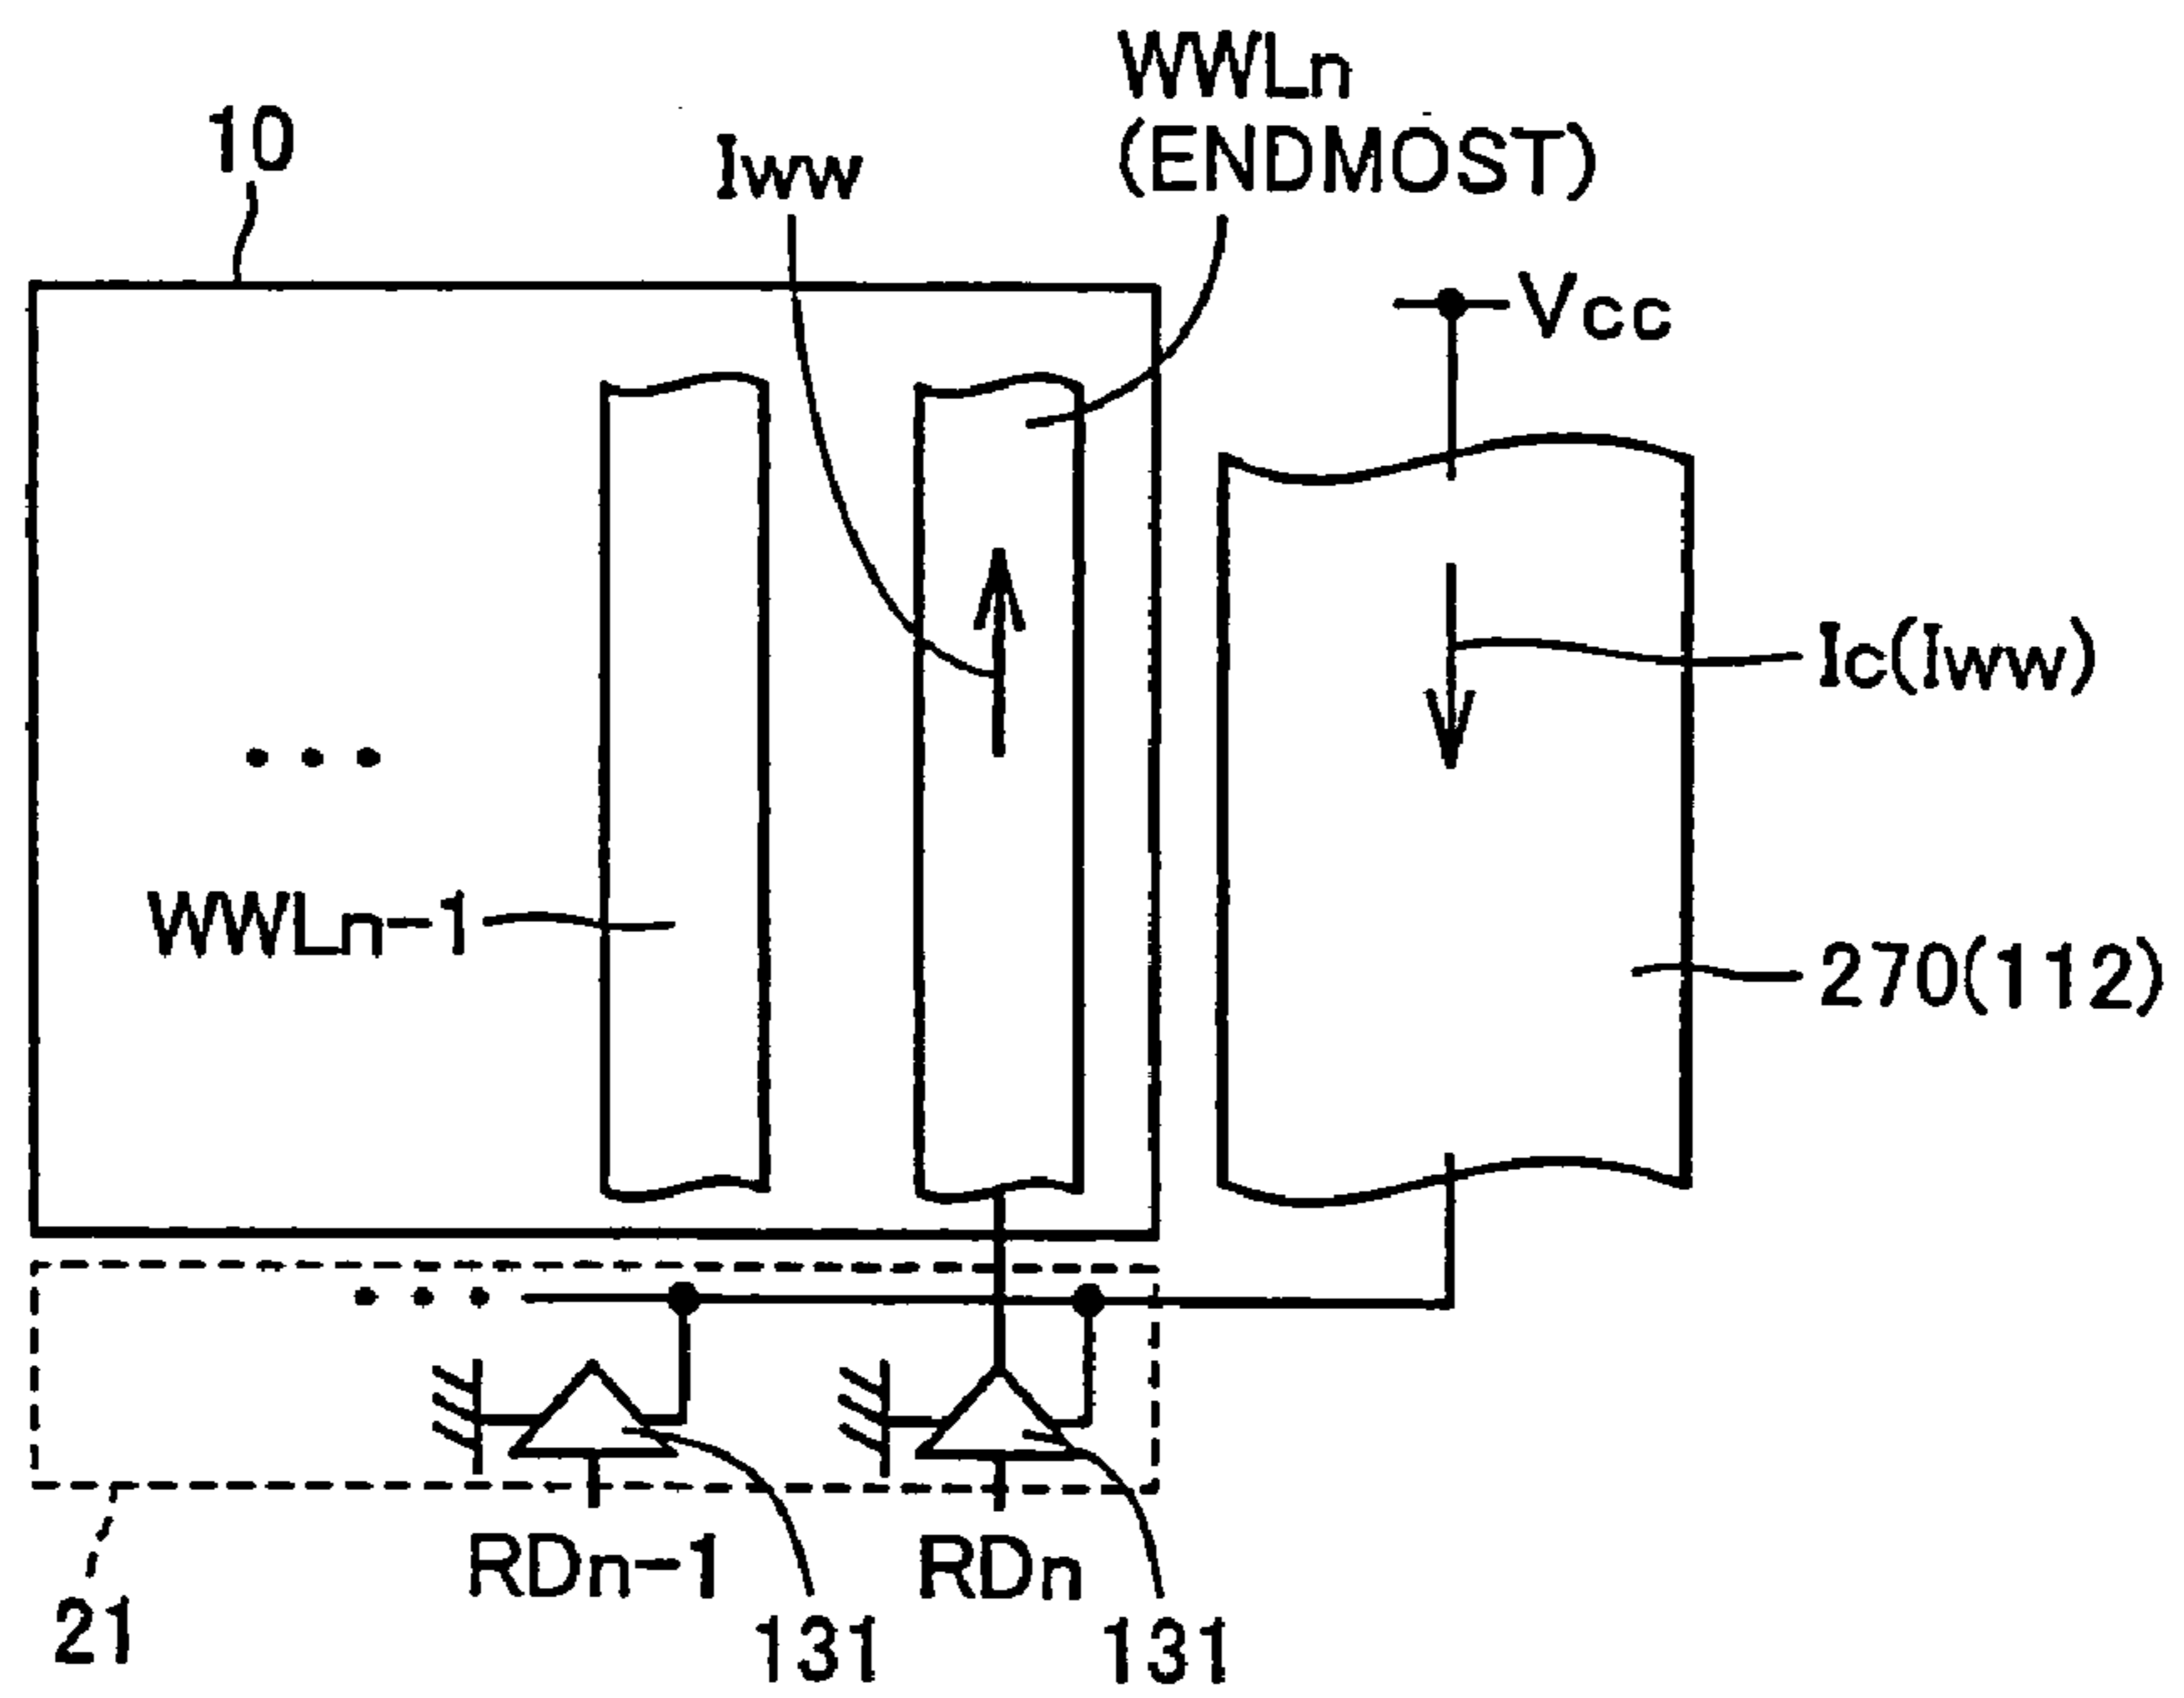 WWLn
(ENDMOST)
10
Iww
Vcc
Ic(Iww)
WWLn-1
270(112)
RDn-1
RDn
21
131
131